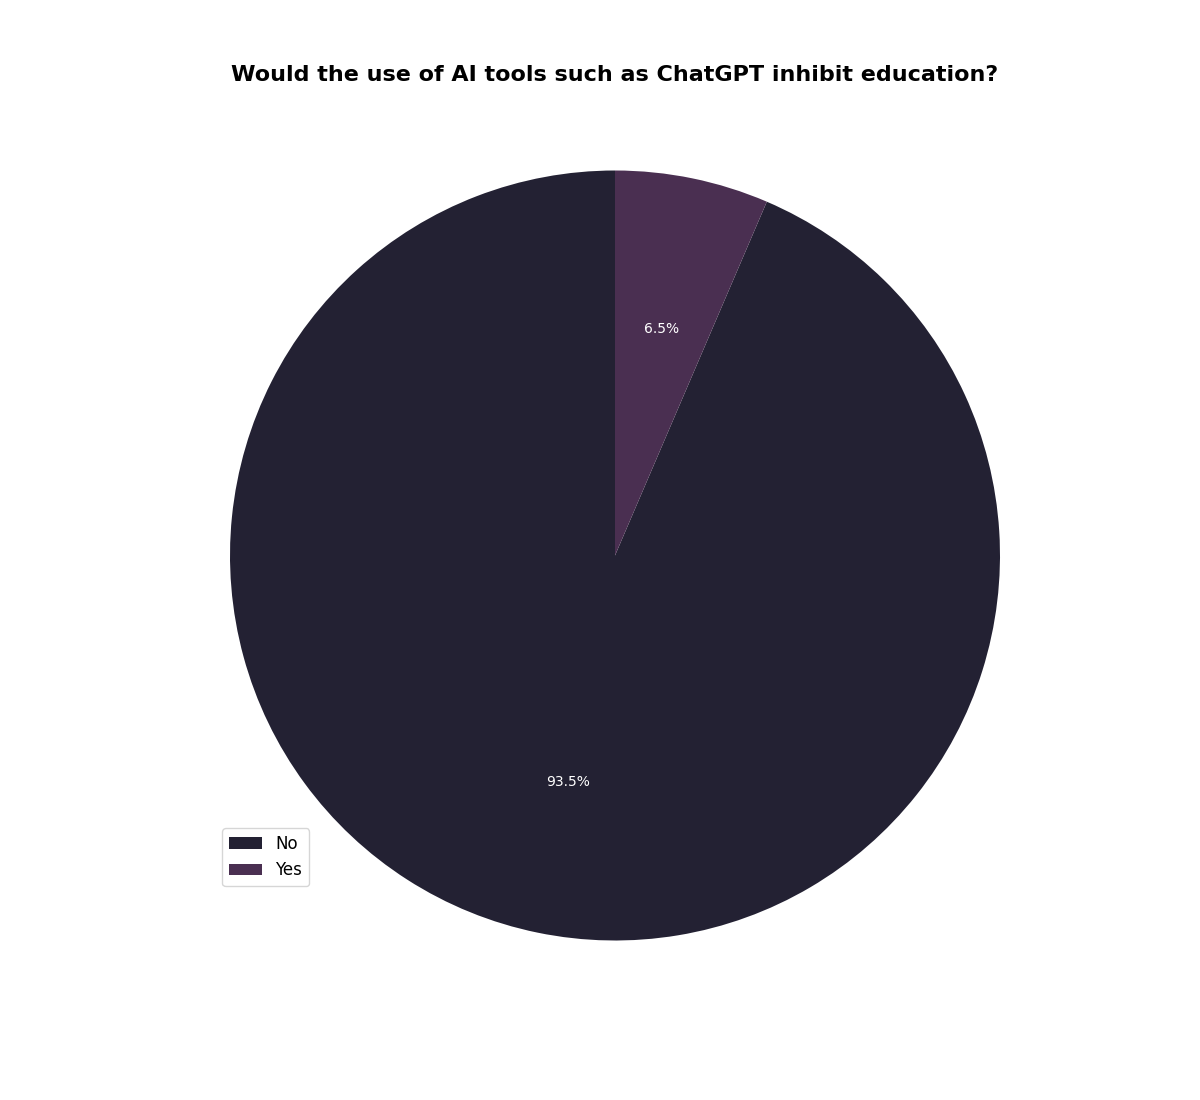 Would the use of AI tools such as ChatGPT inhibit education?
6.5%
93.5%
No
Yes